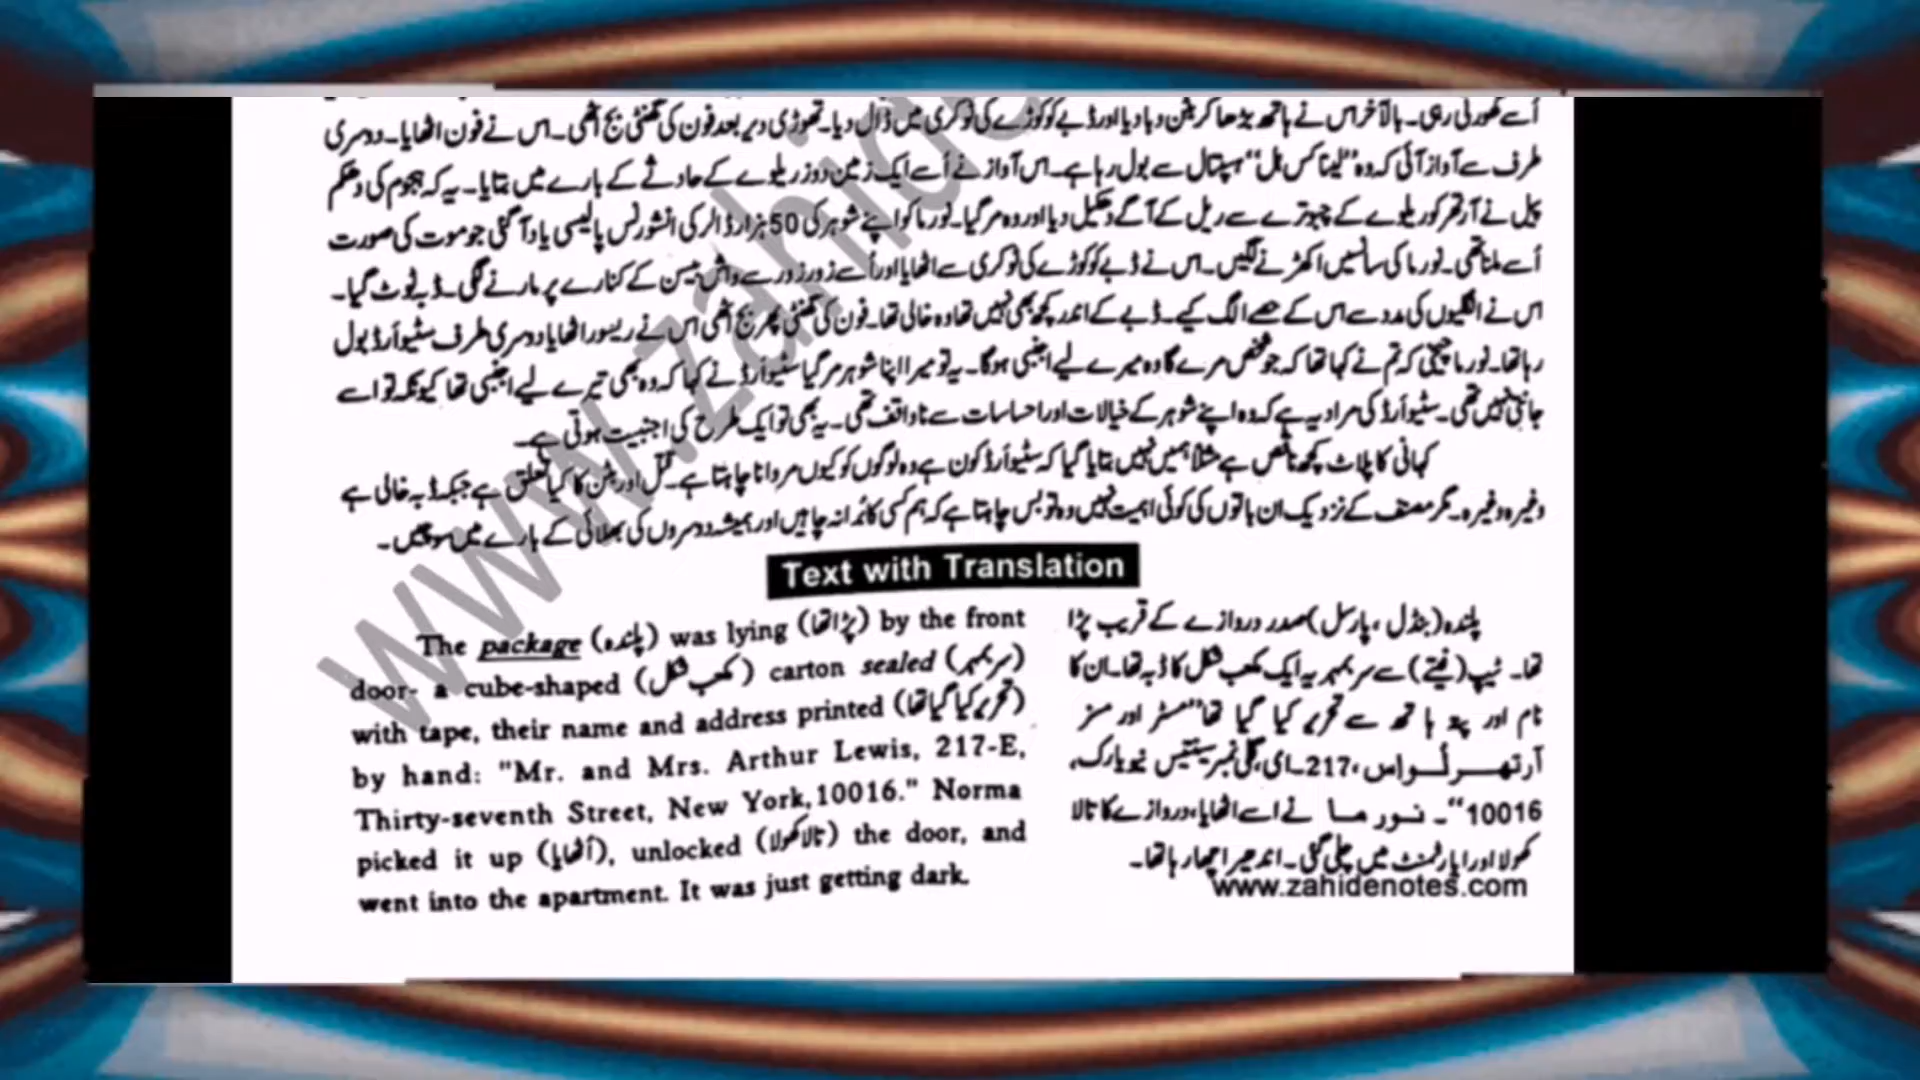 اُسے گھورتی رہی۔ بالآخر اس نے ہاتھ بڑھا کر بٹن دبا دیا اور ڈبے کو کوڑے کی ٹوکری میں ڈال دیا۔ تھوڑی دیر بعد فون کی گھنٹی بج اُٹھی۔ اس نے فون اٹھایا۔ دوسری
طرف سے آواز آئی کہ وہ ”لینا کس ہل“ ہسپتال سے بول رہا ہے۔ اس آواز نے اُسے ایک زمین دوز ریلوے کے حادثے کے بارے میں بتایا۔ یہ کہ ہجوم کی دھکم
پیل نے آرتھر کو ریلوے کے چبوترے سے ریل کے آگے دھکیل دیا اور وہ مر گیا۔ نورما کو اپنے شوہر کی 50 ہزار ڈالر کی انشورنس پالیسی یاد آ گئی جو موت کی صورت
اُسے ملنا تھی۔ نورما کی سانسیں اکھڑنے لگیں۔ اس نے ڈبے کو کوڑے کی ٹوکری سے اٹھایا اور اُسے زور زور سے واش بیسن کے کنارے پر مارنے لگی۔ ڈبہ ٹوٹ گیا۔
اس نے انگلیوں کی مدد سے اس کے حصے الگ کیے۔ ڈبے کے اندر کچھ بھی نہیں تھا وہ خالی تھا۔ فون کی گھنٹی پھر بج اُٹھی اس نے ریسور اٹھایا دوسری طرف سٹیوارڈ بول
رہا تھا۔ نورما چیخی کہ تم نے کہا تھا کہ جو شخص مرے گا وہ میرے لیے اجنبی ہوگا۔ یہ تو میرا اپنا شوہر مر گیا سٹیوارڈ نے کہا کہ وہ بھی تیرے لیے اجنبی تھا کیونکہ تو اسے
جانتی نہیں تھی۔ سٹیوارڈ کی مراد یہ ہے کہ وہ اپنے شوہر کے خیالات اور احساسات سے ناواقف تھی۔ یہ بھی تو ایک طرح کی اجنبیت ہوتی ہے۔
کہانی کا پلاٹ کچھ ناقص ہے مثلاً ہمیں نہیں بتایا گیا کہ سٹیوارڈ کون ہے وہ لوگوں کو کیوں مروانا چاہتا ہے۔ قتل اور بٹن کا کیا تعلق ہے جبکہ ڈبہ خالی ہے
وغیرہ وغیرہ۔ مگر مصنف کے نزدیک ان باتوں کی کوئی اہمیت نہیں وہ تو بس چاہتا ہے کہ ہم کسی کا بُرا نہ چاہیں اور ہمیشہ دوسروں کی بھلائی کے بارے میں سوچیں۔
www.zahide
Text with Translation
The package (پلندہ) was lying (پڑا تھا) by the front
door- a cube-shaped (مکعب شکل) carton sealed (سربمہر)
with tape, their name and address printed (تحریر کیا گیا تھا)
by hand: "Mr. and Mrs. Arthur Lewis, 217-E,
Thirty-seventh Street, New York,10016." Norma
picked it up (اُٹھایا), unlocked (تالا کھولا) the door, and
went into the apartment. It was just getting dark.
پلندہ (بنڈل، پارسل) صدر دروازے کے قریب پڑا
تھا۔ ٹیپ (فیتے) سے سربمہر یہ ایک مکعب شکل کا ڈبہ تھا۔ ان کا
نام اور پتہ ہاتھ سے تحریر کیا گیا تھا ”مسٹر اور مسز
آرتھر لواس، 217۔ای، گلی نمبر سینتیس نیو یارک،
10016“۔ نورما نے اسے اٹھایا، دروازے کا تالا
کھولا اور اپارٹمنٹ میں چلی گئی۔ اندھیرا چھا رہا تھا۔
www.zahidenotes.com